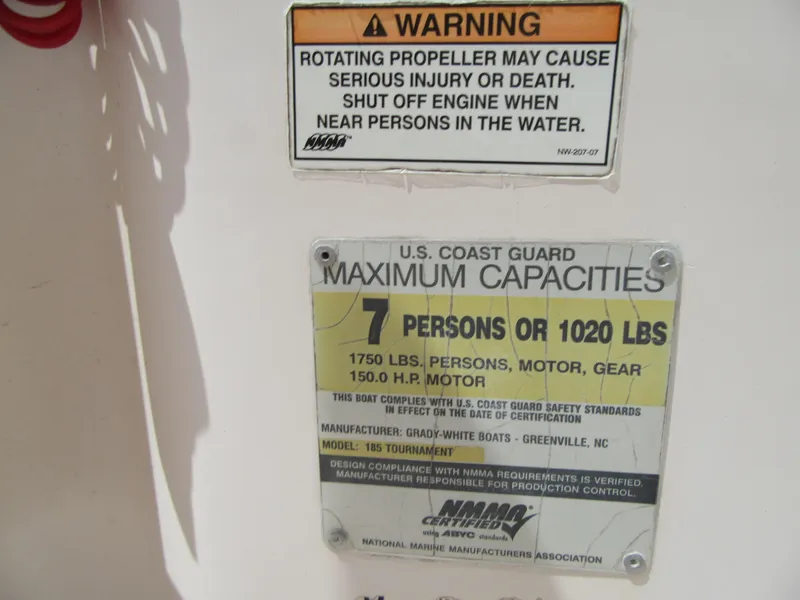 WARNING
ROTATING PROPELLER MAY CAUSE
SERIOUS INJURY OR DEATH.
SHUT OFF ENGINE WHEN
NEAR PERSONS IN THE WATER.
NMMA™
NW-207-07
U.S. COAST GUARD
MAXIMUM CAPACITIES
7 PERSONS OR 1020 LBS
1750 LBS. PERSONS, MOTOR, GEAR
150.0 H.P. MOTOR
THIS BOAT COMPLIES WITH U.S. COAST GUARD SAFETY STANDARDS
IN EFFECT ON THE DATE OF CERTIFICATION
MANUFACTURER: GRADY-WHITE BOATS - GREENVILLE, NC
MODEL: 185 TOURNAMENT
DESIGN COMPLIANCE WITH NMMA REQUIREMENTS IS VERIFIED.
MANUFACTURER RESPONSIBLE FOR PRODUCTION CONTROL.
NMMA®
CERTIFIED
using ABYC standards
NATIONAL MARINE MANUFACTURERS ASSOCIATION